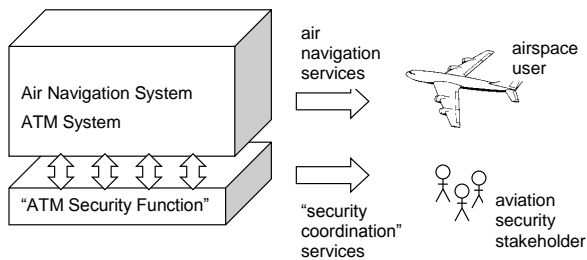 Air Navigation System
ATM System
“ATM Security Function”
air
navigation
services
airspace
user
“security
coordination”
services
aviation
security
stakeholder